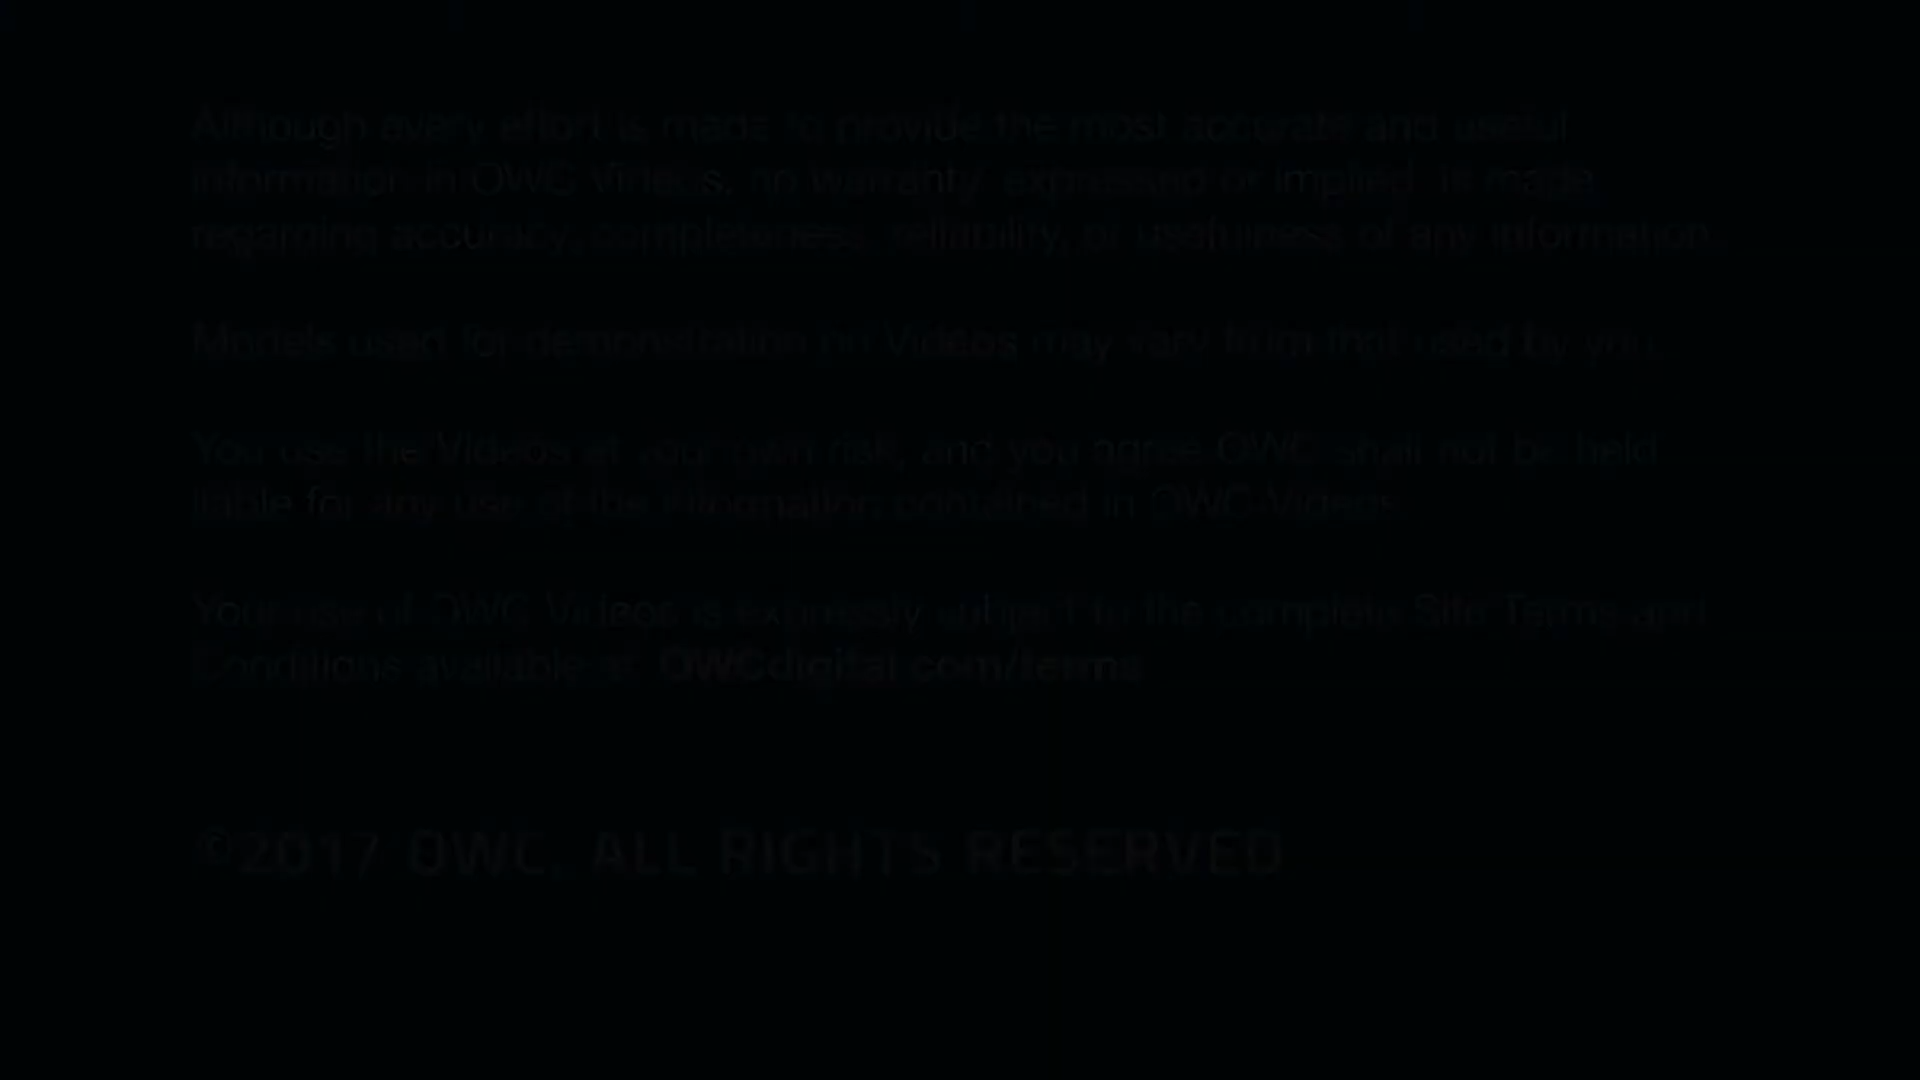 Although every effort is made to provide the most accurate and useful
information in OWC Videos, no warranty, expressed or implied, is made
regarding accuracy, completeness, reliability, or usefulness of any information.
Models used for demonstration on Videos may vary from that used by you.
You use the Videos at your own risk, and you agree OWC shall not be held
liable for any use of the information contained in OWC Videos.
Your use of OWC Videos is expressly subject to the complete Site Terms and
Conditions available at OWCdigital.com/terms
©2017 OWC. ALL RIGHTS RESERVED